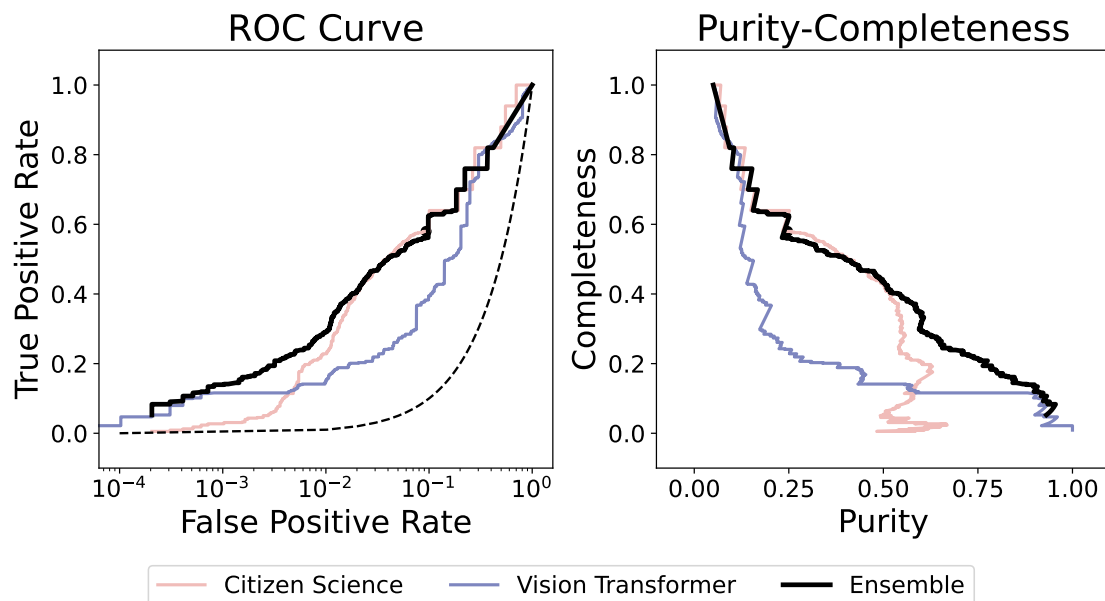 ROC Curve
True Positive Rate
1.0
0.8
0.6
0.4
0.2
0.0
10⁻⁴
10⁻³
10⁻²
10⁻¹
10⁰
False Positive Rate
Purity-Completeness
Completeness
1.0
0.8
0.6
0.4
0.2
0.0
0.00
0.25
0.50
0.75
1.00
Purity
Citizen Science
Vision Transformer
Ensemble